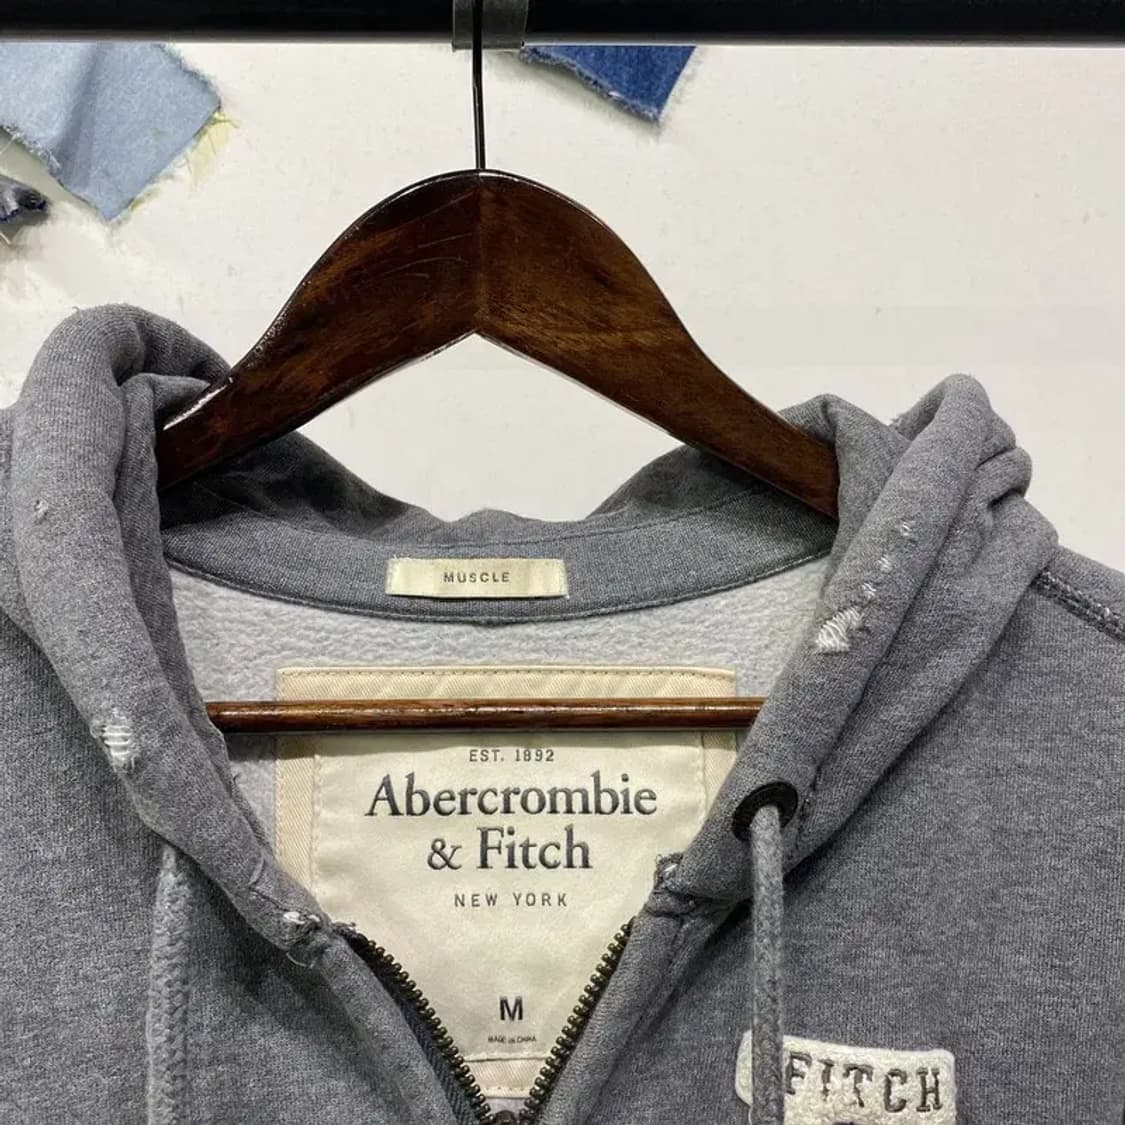 MUSCLE
EST. 1892
Abercrombie
& Fitch
NEW YORK
M
MADE IN CHINA
FITCH